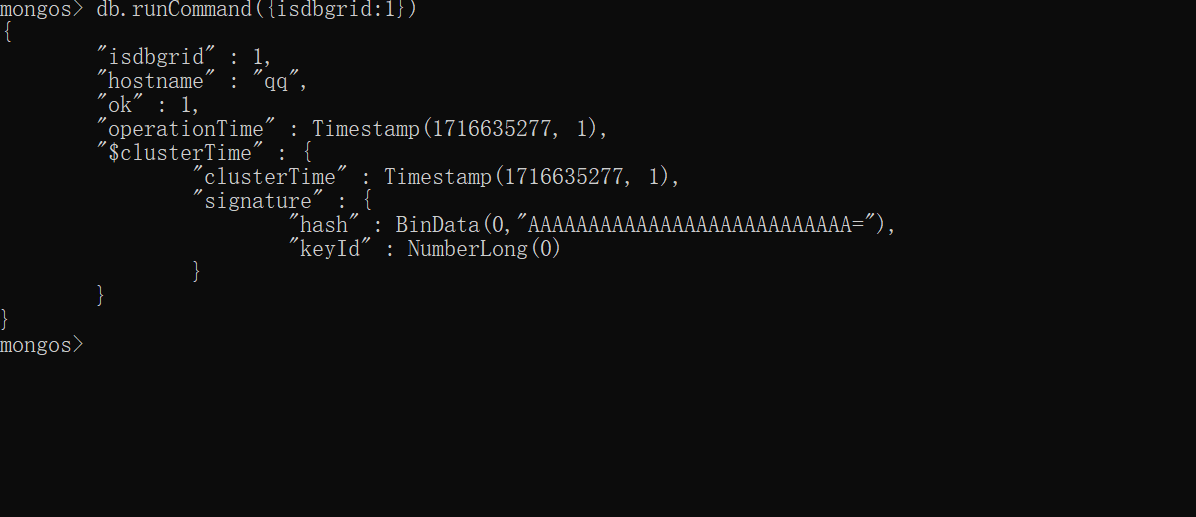 mongos> db.runCommand({isdbgrid:1})
{
        "isdbgrid" : 1,
        "hostname" : "qq",
        "ok" : 1,
        "operationTime" : Timestamp(1716635277, 1),
        "$clusterTime" : {
                "clusterTime" : Timestamp(1716635277, 1),
                "signature" : {
                        "hash" : BinData(0,"AAAAAAAAAAAAAAAAAAAAAAAAAAA="),
                        "keyId" : NumberLong(0)
                }
        }
}
mongos>